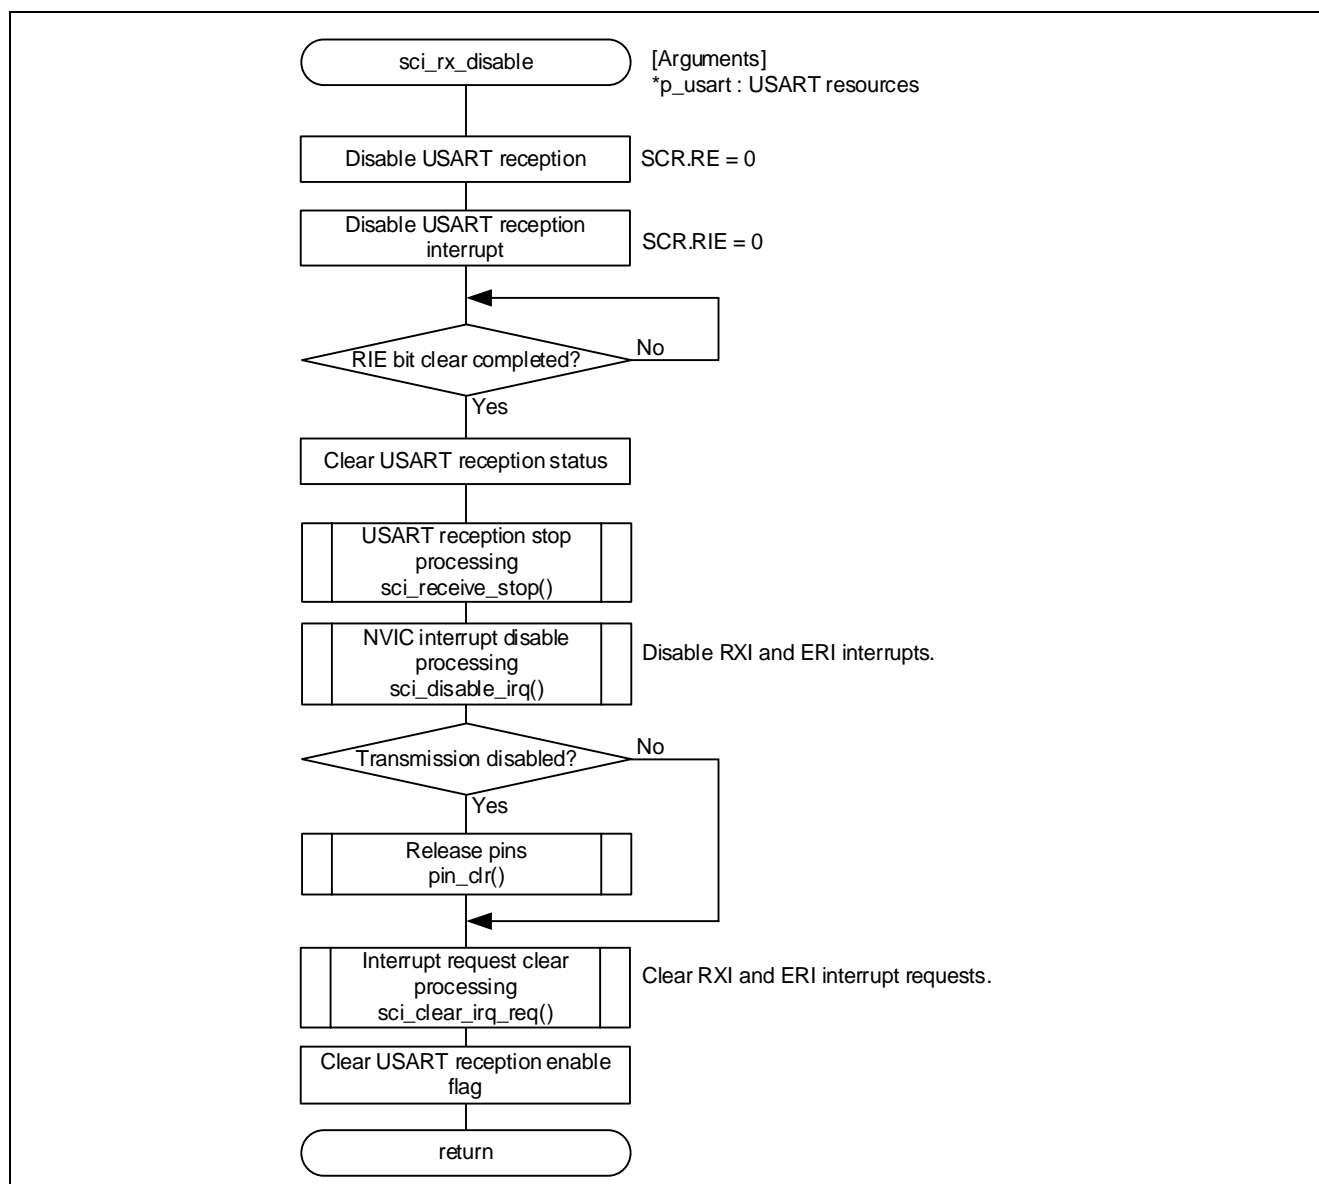 sci_rx_disable
[Arguments]
*p_usart : USART resources
Disable USART reception
SCR.RE = 0
Disable USART reception
interrupt
SCR.RIE = 0
RIE bit clear completed?
No
Yes
Clear USART reception status
USART reception stop
processing
sci_receive_stop()
NVIC interrupt disable
processing
sci_disable_irq()
Disable RXI and ERI interrupts.
Transmission disabled?
No
Yes
Release pins
pin_clr()
Interrupt request clear
processing
sci_clear_irq_req()
Clear RXI and ERI interrupt requests.
Clear USART reception enable
flag
return